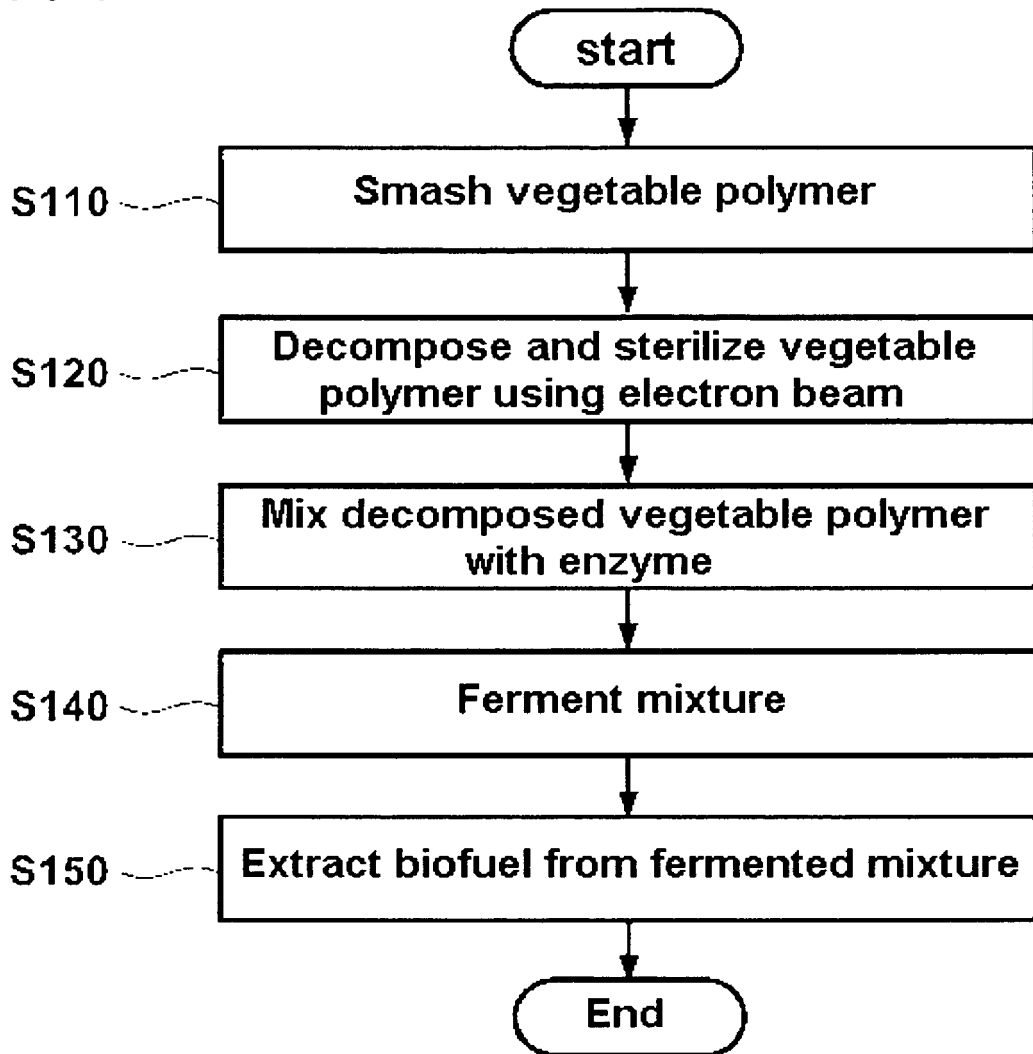 start
S110
Smash vegetable polymer
S120
Decompose and sterilize vegetable
polymer using electron beam
S130
Mix decomposed vegetable polymer
with enzyme
S140
Ferment mixture
S150
Extract biofuel from fermented mixture
End